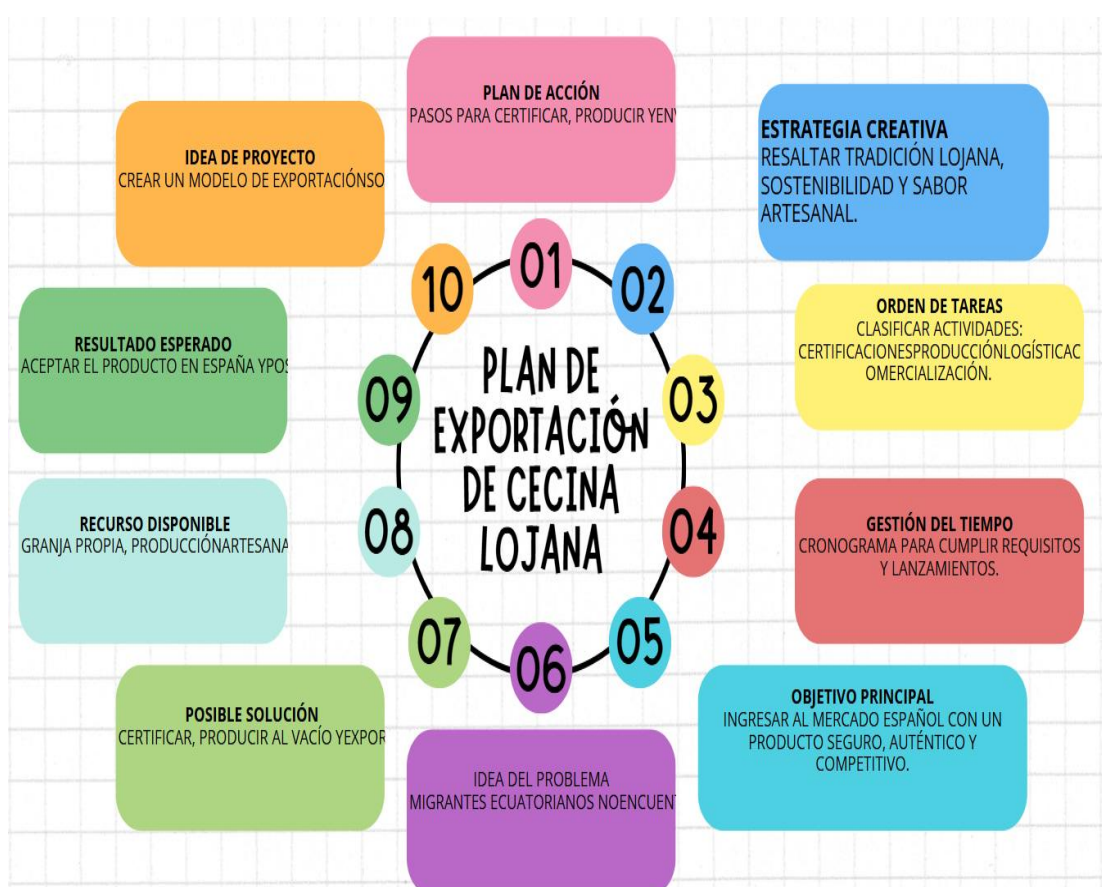 PLAN DE ACCIÓN
PASOS PARA CERTIFICAR, PRODUCIR YENV
ESTRATEGIA CREATIVA
RESALTAR TRADICIÓN LOJANA,
SOSTENIBILIDAD Y SABOR
ARTESANAL.
IDEA DE PROYECTO
CREAR UN MODELO DE EXPORTACIÓNSO
10
01
02
ORDEN DE TAREAS
CLASIFICAR ACTIVIDADES:
CERTIFICACIONESPRODUCCIÓNLOGÍSTICAC
OMERCIALIZACIÓN.
RESULTADO ESPERADO
ACEPTAR EL PRODUCTO EN ESPAÑA YPOS
09
03
PLAN DE
EXPORTACIÓN
DE CECINA
LOJANA
08
04
RECURSO DISPONIBLE
GRANJA PROPIA, PRODUCCIÓNARTESANA
GESTIÓN DEL TIEMPO
CRONOGRAMA PARA CUMPLIR REQUISITOS
Y LANZAMIENTOS.
07
06
05
POSIBLE SOLUCIÓN
CERTIFICAR, PRODUCIR AL VACÍO YEXPOR
IDEA DEL PROBLEMA
MIGRANTES ECUATORIANOS NOENCUENT
OBJETIVO PRINCIPAL
INGRESAR AL MERCADO ESPAÑOL CON UN
PRODUCTO SEGURO, AUTÉNTICO Y
COMPETITIVO.